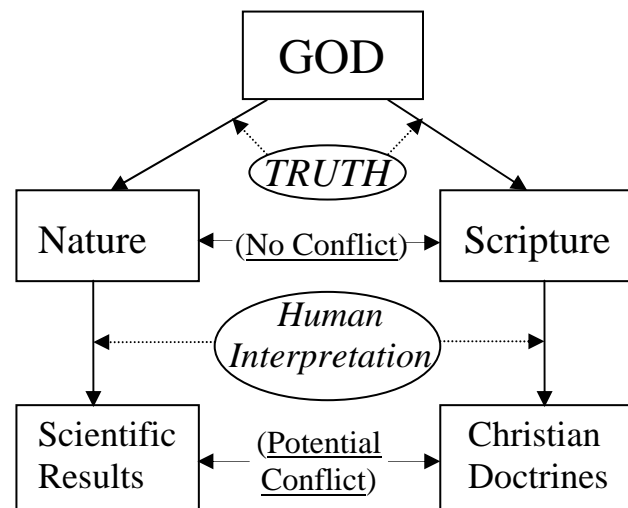 GOD
TRUTH
Nature
(No Conflict)
Scripture
Human
Interpretation
Scientific
Results
(Potential
Conflict)
Christian
Doctrines